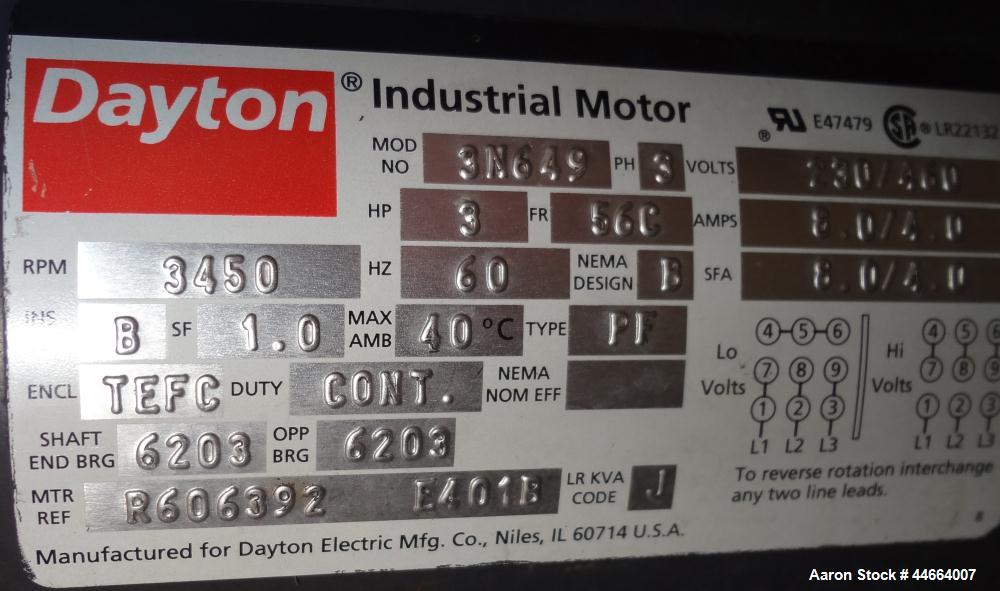 Dayton® Industrial Motor
® E47479 ® LR22132
MOD NO 3N649 PH 3 VOLTS 230/460
HP 3 FR 56C AMPS 8.0/4.0
RPM 3450 HZ 60 NEMA DESIGN B SFA 8.0/4.0
INS B SF 1.0 MAX AMB 40°C TYPE PF
ENCL TEFC DUTY CONT. NEMA NOM EFF
SHAFT END BRG 6203 OPP BRG 6203
MTR REF R606392 E401B LR KVA CODE J
Lo Volts
4 5 6
7 8 9
1 2 3
L1 L2 L3
Hi Volts
4 5 6
7 8 9
1 2 3
L1 L2 L3
To reverse rotation interchange
any two line leads.
8
Manufactured for Dayton Electric Mfg. Co., Niles, IL 60714 U.S.A.
Aaron Stock # 44664007